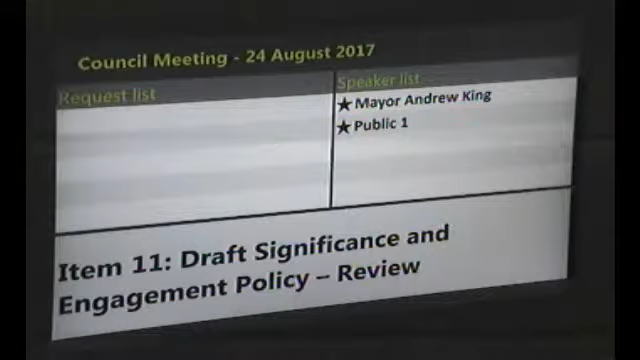 Council Meeting - 24 August 2017
Request list
Speaker list
★ Mayor Andrew King
★ Public 1
Item 11: Draft Significance and
Engagement Policy – Review